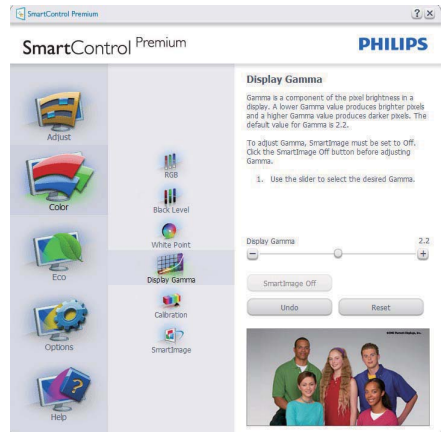 SmartControl Premium
SmartControl Premium
PHILIPS
Adjust
Color
Eco
Options
Help
RGB
Black Level
White Point
Display Gamma
Calibration
SmartImage
Display Gamma
Gamma is a component of the pixel brightness in a
display. A lower Gamma value produces brighter pixels
and a higher Gamma value produces darker pixels. The
default value for Gamma is 2.2.
To adjust Gamma, SmartImage must be set to Off.
Click the SmartImage Off button before adjusting
Gamma.
1. Use the slider to select the desired Gamma.
Display Gamma 2.2
SmartImage Off
Undo Reset